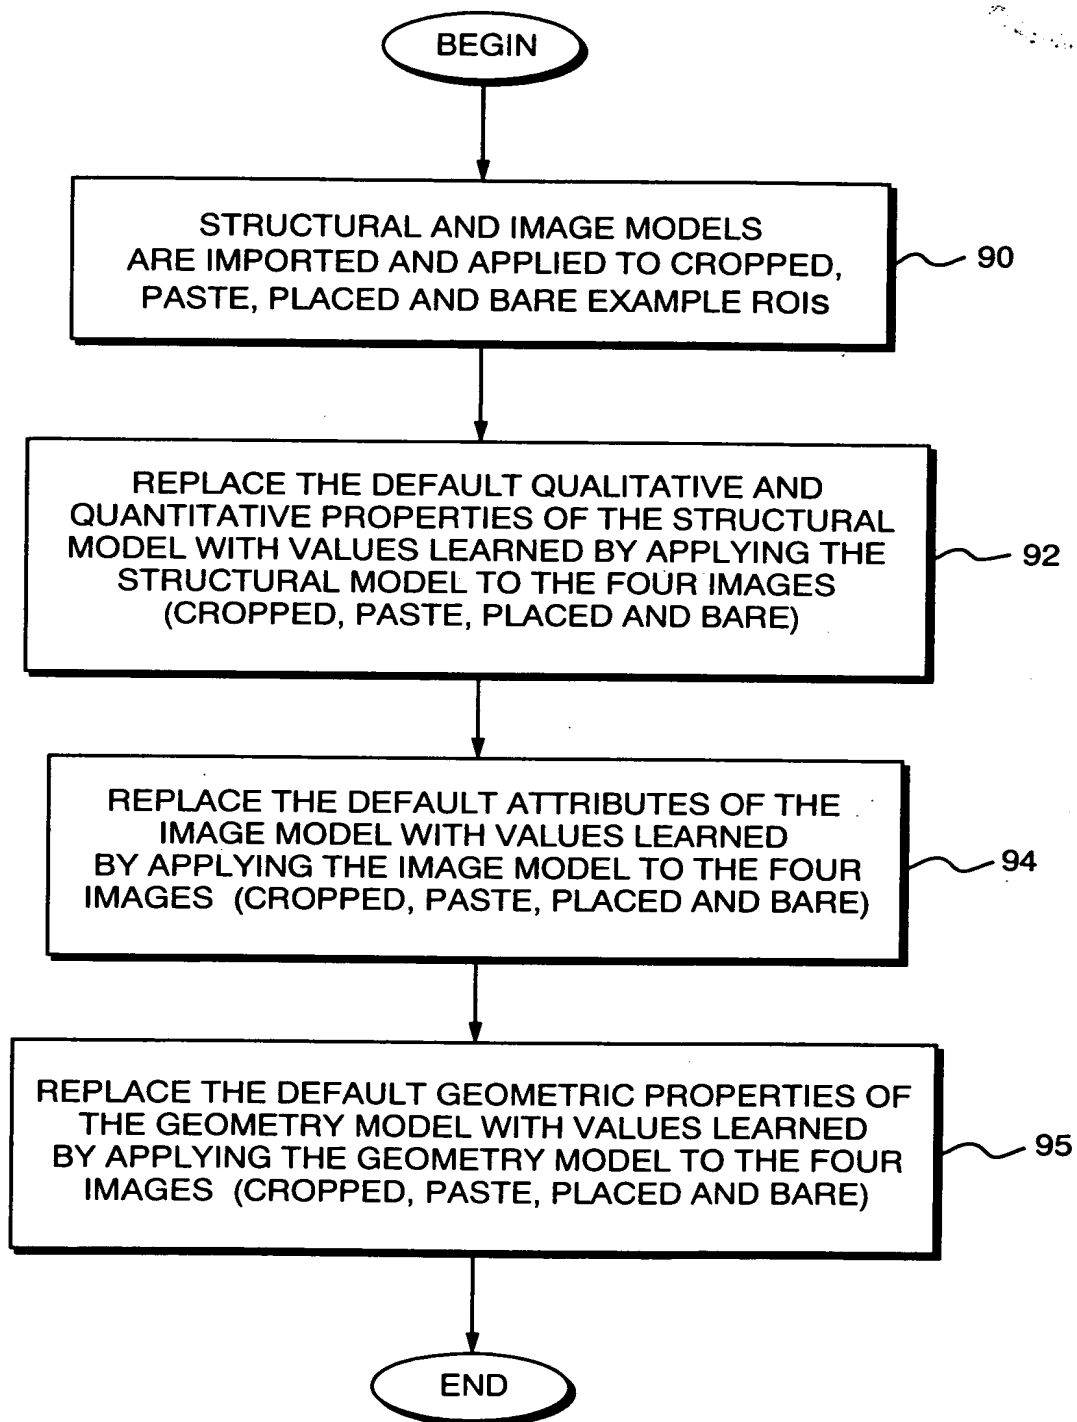 BEGIN
STRUCTURAL AND IMAGE MODELS
ARE IMPORTED AND APPLIED TO CROPPED,
PASTE, PLACED AND BARE EXAMPLE ROIs
90
REPLACE THE DEFAULT QUALITATIVE AND
QUANTITATIVE PROPERTIES OF THE STRUCTURAL
MODEL WITH VALUES LEARNED BY APPLYING THE
STRUCTURAL MODEL TO THE FOUR IMAGES
(CROPPED, PASTE, PLACED AND BARE)
92
REPLACE THE DEFAULT ATTRIBUTES OF THE
IMAGE MODEL WITH VALUES LEARNED
BY APPLYING THE IMAGE MODEL TO THE FOUR
IMAGES (CROPPED, PASTE, PLACED AND BARE)
94
REPLACE THE DEFAULT GEOMETRIC PROPERTIES OF
THE GEOMETRY MODEL WITH VALUES LEARNED
BY APPLYING THE GEOMETRY MODEL TO THE FOUR
IMAGES (CROPPED, PASTE, PLACED AND BARE)
95
END